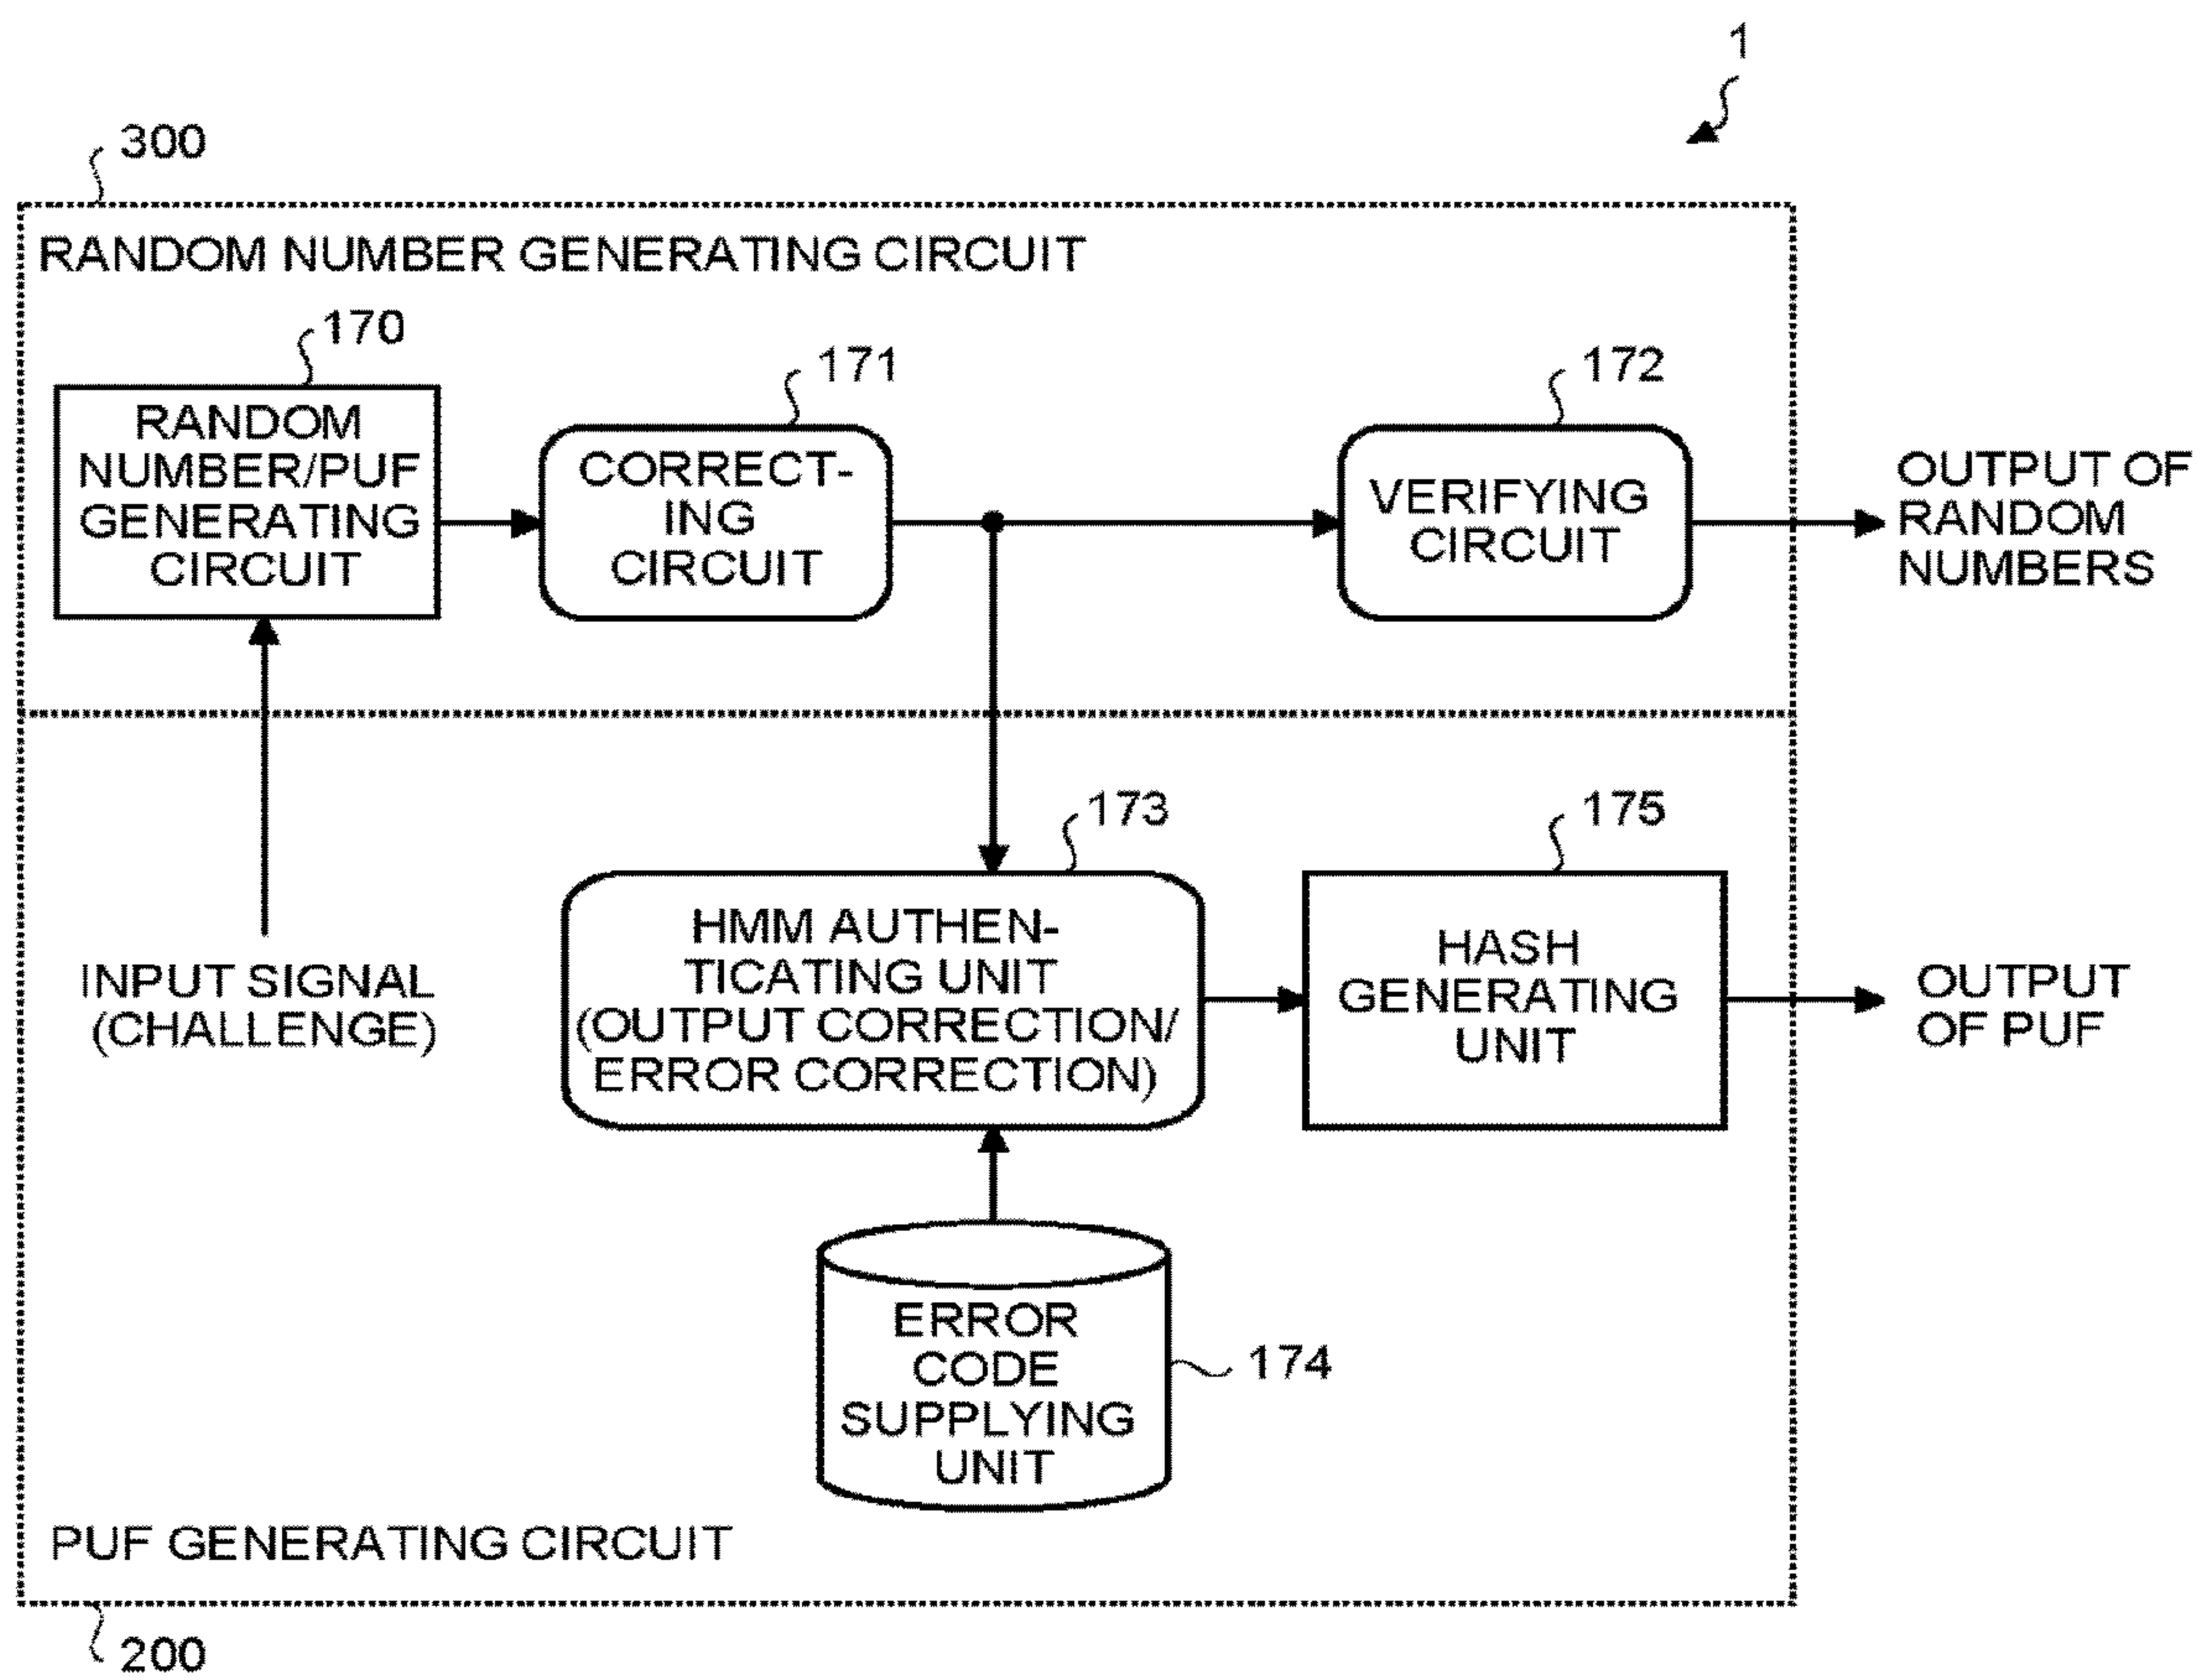 1
300
RANDOM NUMBER GENERATING CIRCUIT
170
171
172
RANDOM
NUMBER/PUF
GENERATING
CIRCUIT
CORRECT-
ING
CIRCUIT
VERIFYING
CIRCUIT
OUTPUT OF
RANDOM
NUMBERS
173
175
INPUT SIGNAL
(CHALLENGE)
HMM AUTHEN-
TICATING UNIT
(OUTPUT CORRECTION/
ERROR CORRECTION)
HASH
GENERATING
UNIT
OUTPUT
OF PUF
ERROR
CODE
SUPPLYING
UNIT
174
PUF GENERATING CIRCUIT
200